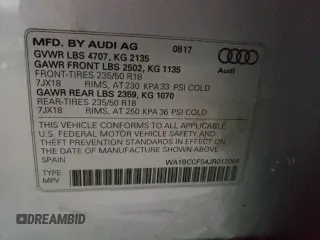 MFD. BY AUDI AG 0817
GVWR LBS 4707, KG 2135
GAWR FRONT LBS 2502, KG 1135
FRONT-TIRES 235/50 R18
7JX18 RIMS, AT 230 KPA 33 PSI COLD
GAWR REAR LBS 2359, KG 1070
REAR-TIRES 235/50 R18
7JX18 RIMS, AT 250 KPA 36 PSI COLD
Audi
THIS VEHICLE CONFORMS TO ALL APPLICABLE
FEDERAL MOTOR VEHICLE SAFETY, BUMPER AND
THEFT PREVENTION STANDARDS IN EFFECT ON THE
DATE OF MANUFACTURE SHOWN ABOVE.
TYPE:
MPV
DREAMBID